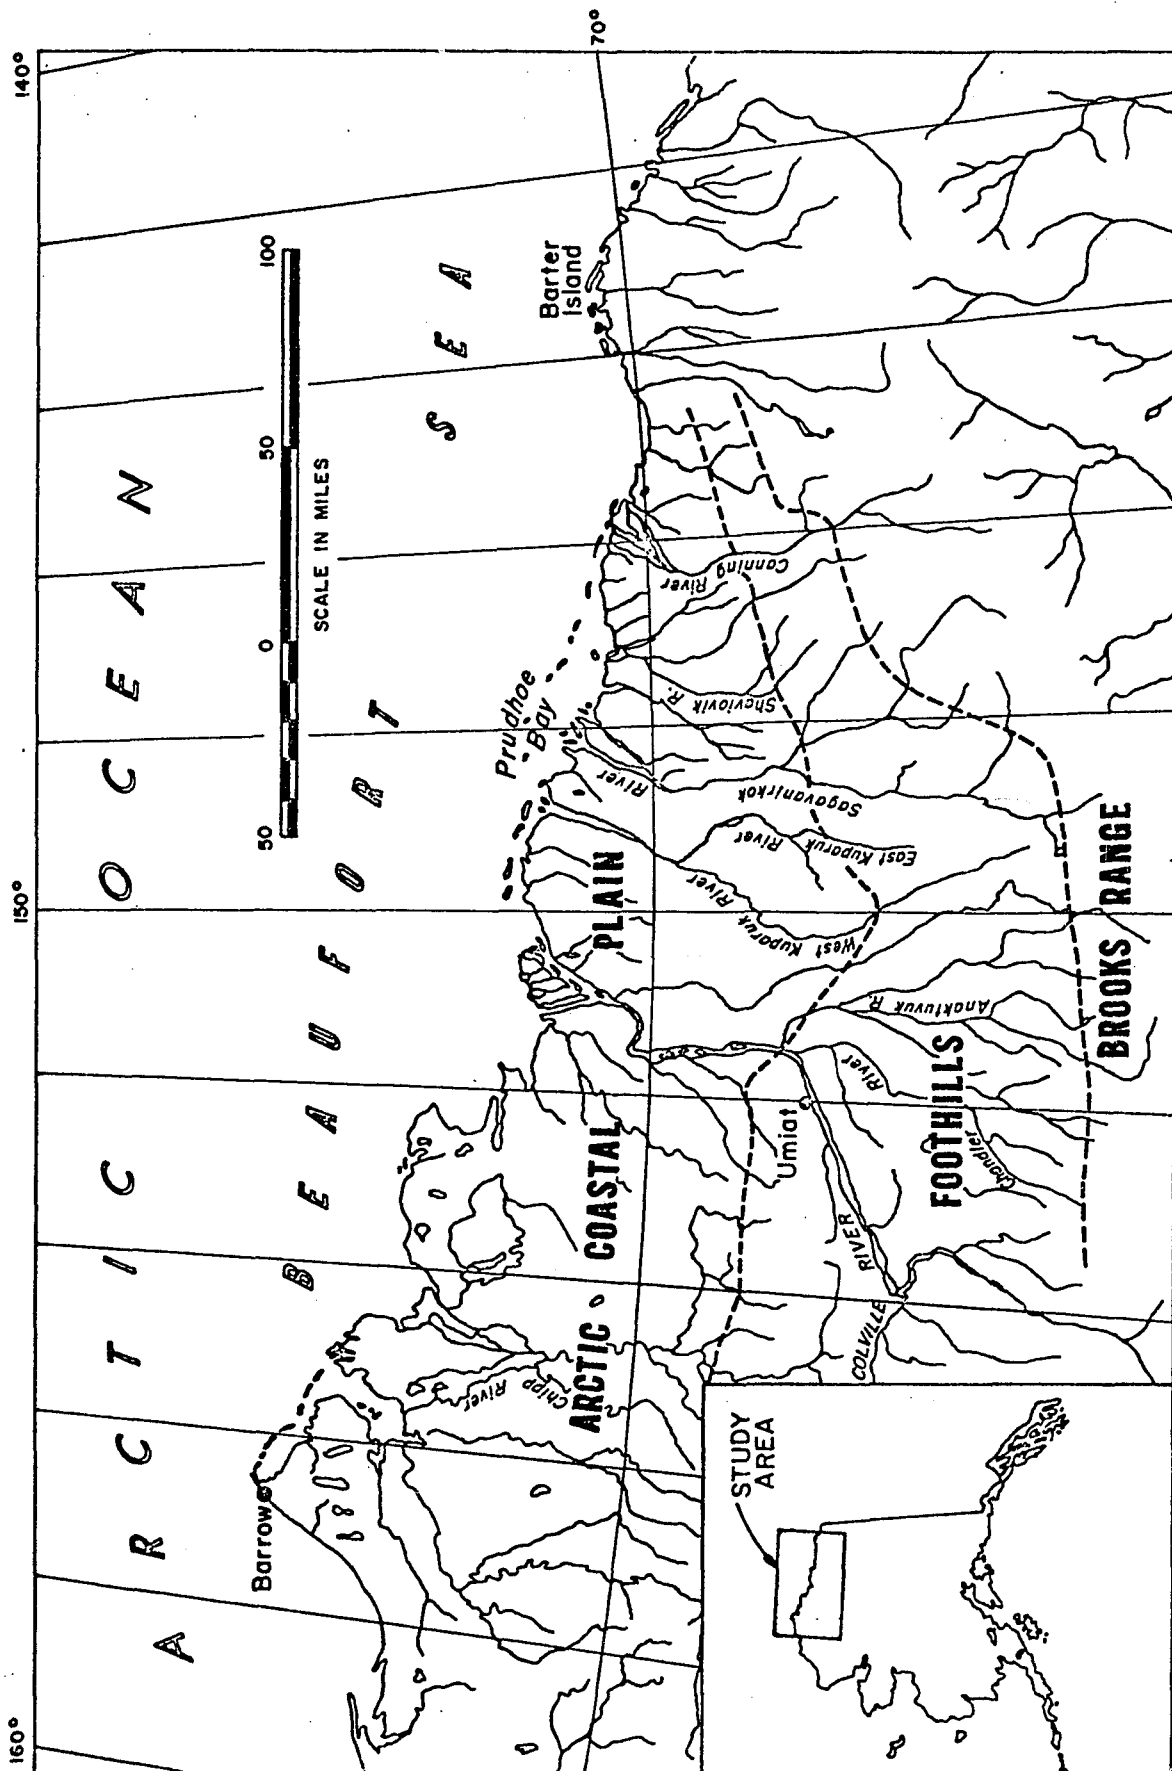 160°
150°
140°
70°
ARCTIC OCEAN
BEAUFORT SEA
50 0 50 100
SCALE IN MILES
Barrow
Prudhoe
Bay
Barter
Island
ARCTIC COASTAL PLAIN
Chipp
River
Umiat
COLVILLE RIVER
Chandler
River
Anaktuvuk R.
West Kuparuk River
East Kuparuk
River
Sagavanirkok
River
Shaviovik
R.
Canning
River
FOOTHILLS
BROOKS RANGE
STUDY
AREA